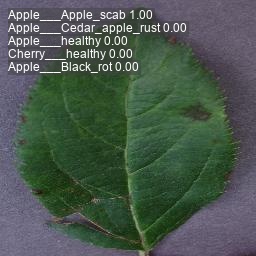 Apple___Apple_scab 1.00
Apple___Cedar_apple_rust 0.00
Apple___healthy 0.00
Cherry___healthy 0.00
Apple___Black_rot 0.00